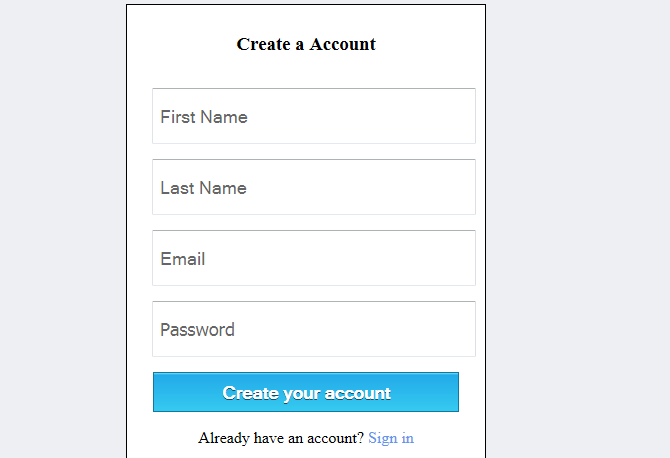 Create a Account
First Name
Last Name
Email
Password
Create your account
Already have an account? Sign in